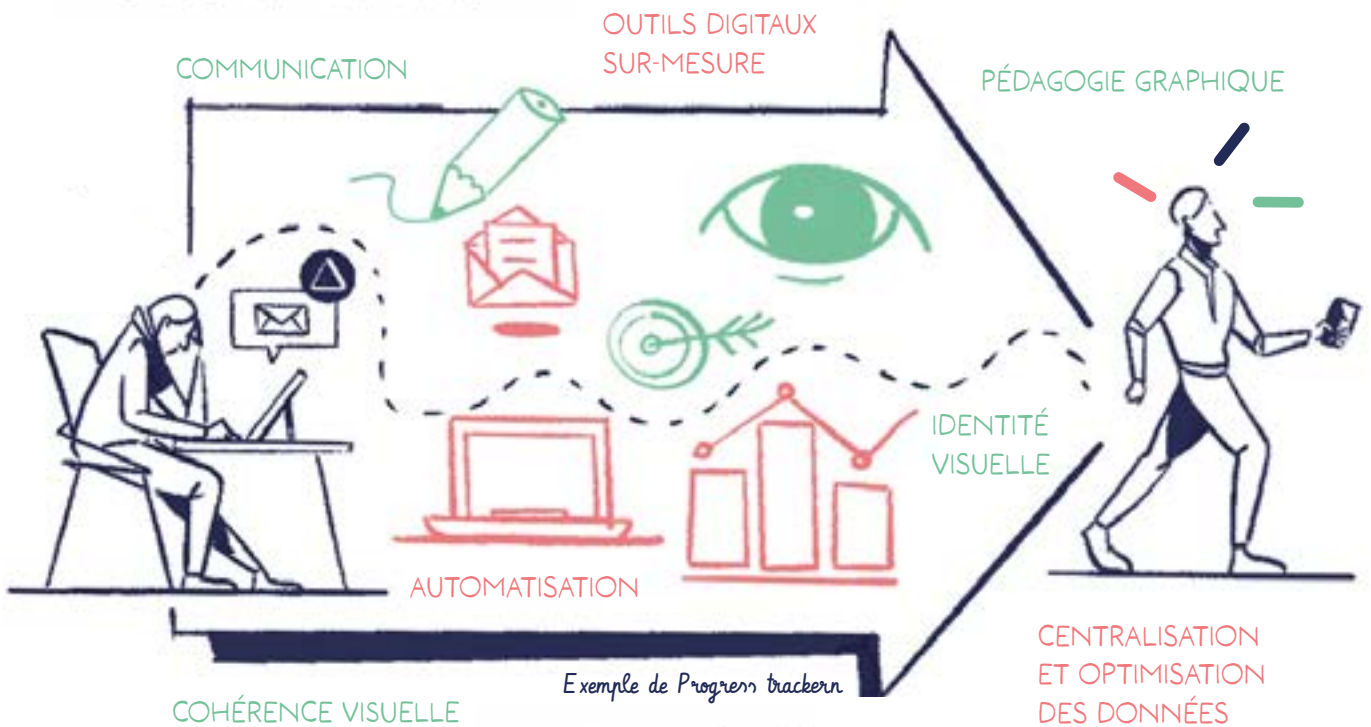 OUTILS DIGITAUX
SUR-MESURE
COMMUNICATION
PÉDAGOGIE GRAPHIQUE
IDENTITÉ
VISUELLE
AUTOMATISATION
CENTRALISATION
ET OPTIMISATION
DES DONNÉES
Exemple de Progress trackern
COHÉRENCE VISUELLE